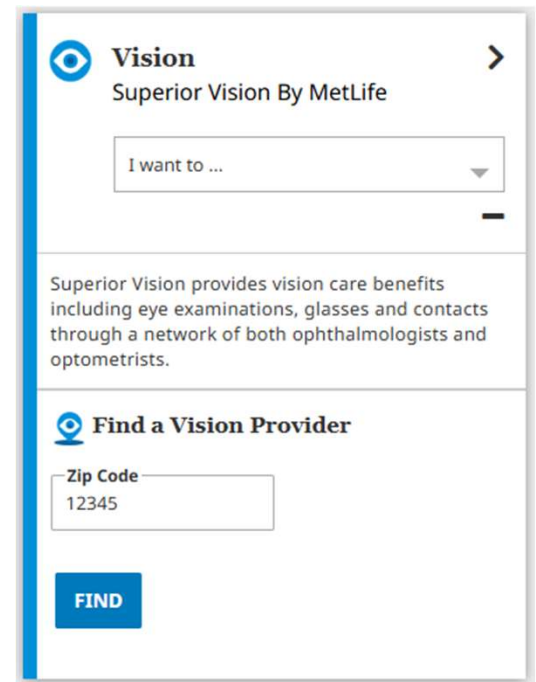 Vision
Superior Vision By MetLife
I want to ...
Superior Vision provides vision care benefits
including eye examinations, glasses and contacts
through a network of both ophthalmologists and
optometrists.
Find a Vision Provider
Zip Code
12345
FIND